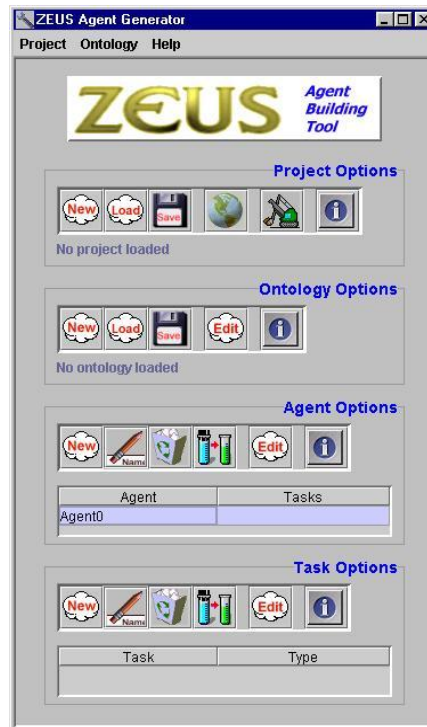 ZEUS Agent Generator
Project Ontology Help
ZEUS
Agent
Building
Tool
Project Options
New Load Save i
No project loaded
Ontology Options
New Load Save Edit i
No ontology loaded
Agent Options
New Name Edit i
Agent Tasks
Agent0
Task Options
New Name Edit i
Task Type